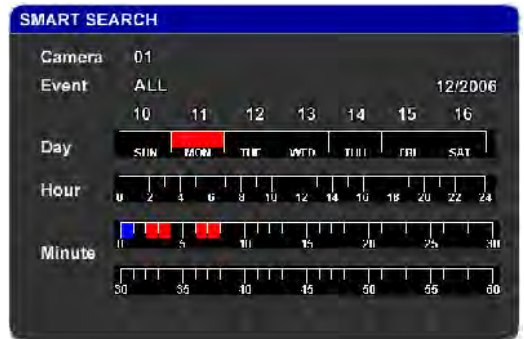 SMART SEARCH
Camera 01
Event ALL 12/2006
10 11 12 13 14 15 16
Day SUN MON TUE WED THU FRI SAT
Hour 0 2 4 6 8 10 12 14 16 18 20 22 24
Minute
0 5 10 15 20 25 30
30 35 40 45 50 55 60